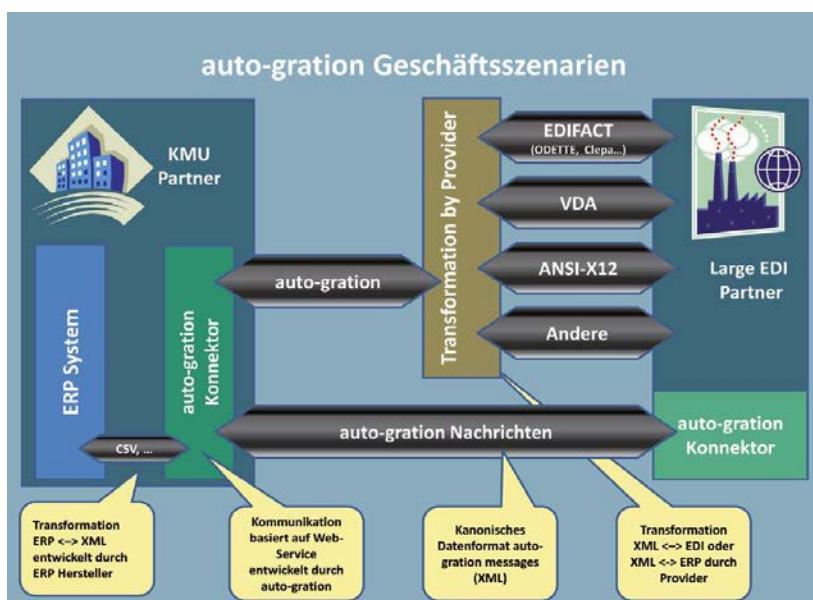 auto-gration Geschäftsszenarien
KMU
Partner
ERP System
auto-gration
Konnektor
CSV, ...
auto-gration
Transformation by Provider
EDIFACT
(ODETTE, Clepa...)
VDA
ANSI-X12
Andere
Large EDI
Partner
auto-gration Nachrichten
auto-gration
Konnektor
Transformation
ERP <-> XML
entwickelt durch
ERP Hersteller
Kommunikation
basiert auf Web-
Service
entwickelt durch
auto-gration
Kanonisches
Datenformat auto-
gration messages
(XML)
Transformation
XML <-> EDI oder
XML <-> ERP durch
Provider